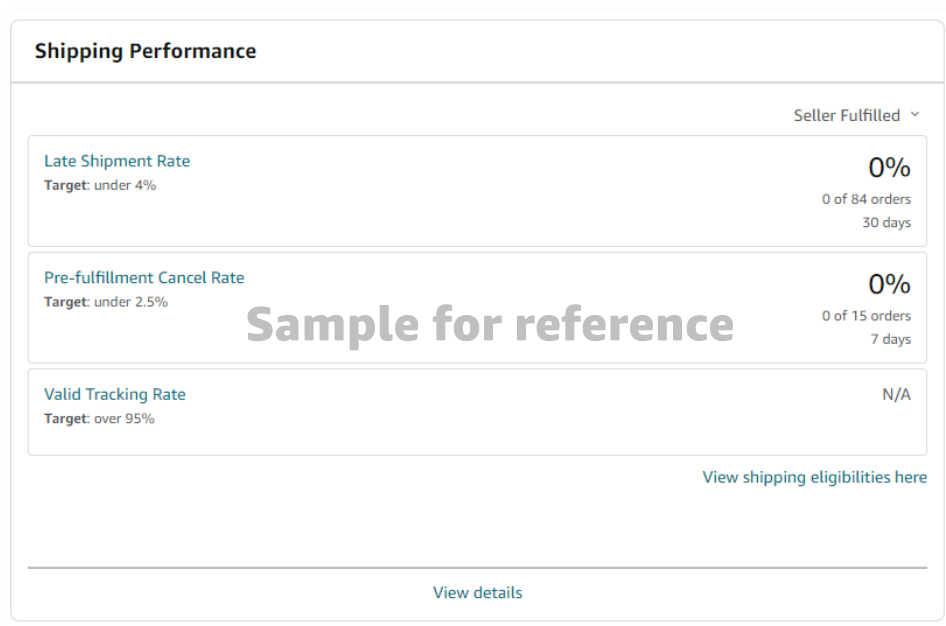 Shipping Performance
Seller Fulfilled
Late Shipment Rate
Target: under 4%
0%
0 of 84 orders
30 days
Pre-fulfillment Cancel Rate
Target: under 2.5%
0%
0 of 15 orders
7 days
Sample for reference
Valid Tracking Rate
Target: over 95%
N/A
View shipping eligibilities here
View details